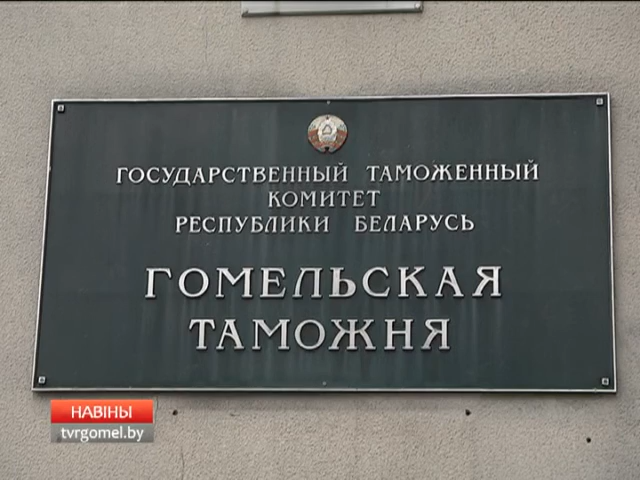 ГОСУДАРСТВЕННЫЙ ТАМОЖЕННЫЙ
КОМИТЕТ
РЕСПУБЛИКИ БЕЛАРУСЬ
ГОМЕЛЬСКАЯ
ТАМОЖНЯ
НАВІНЫ
tvrgomel.by